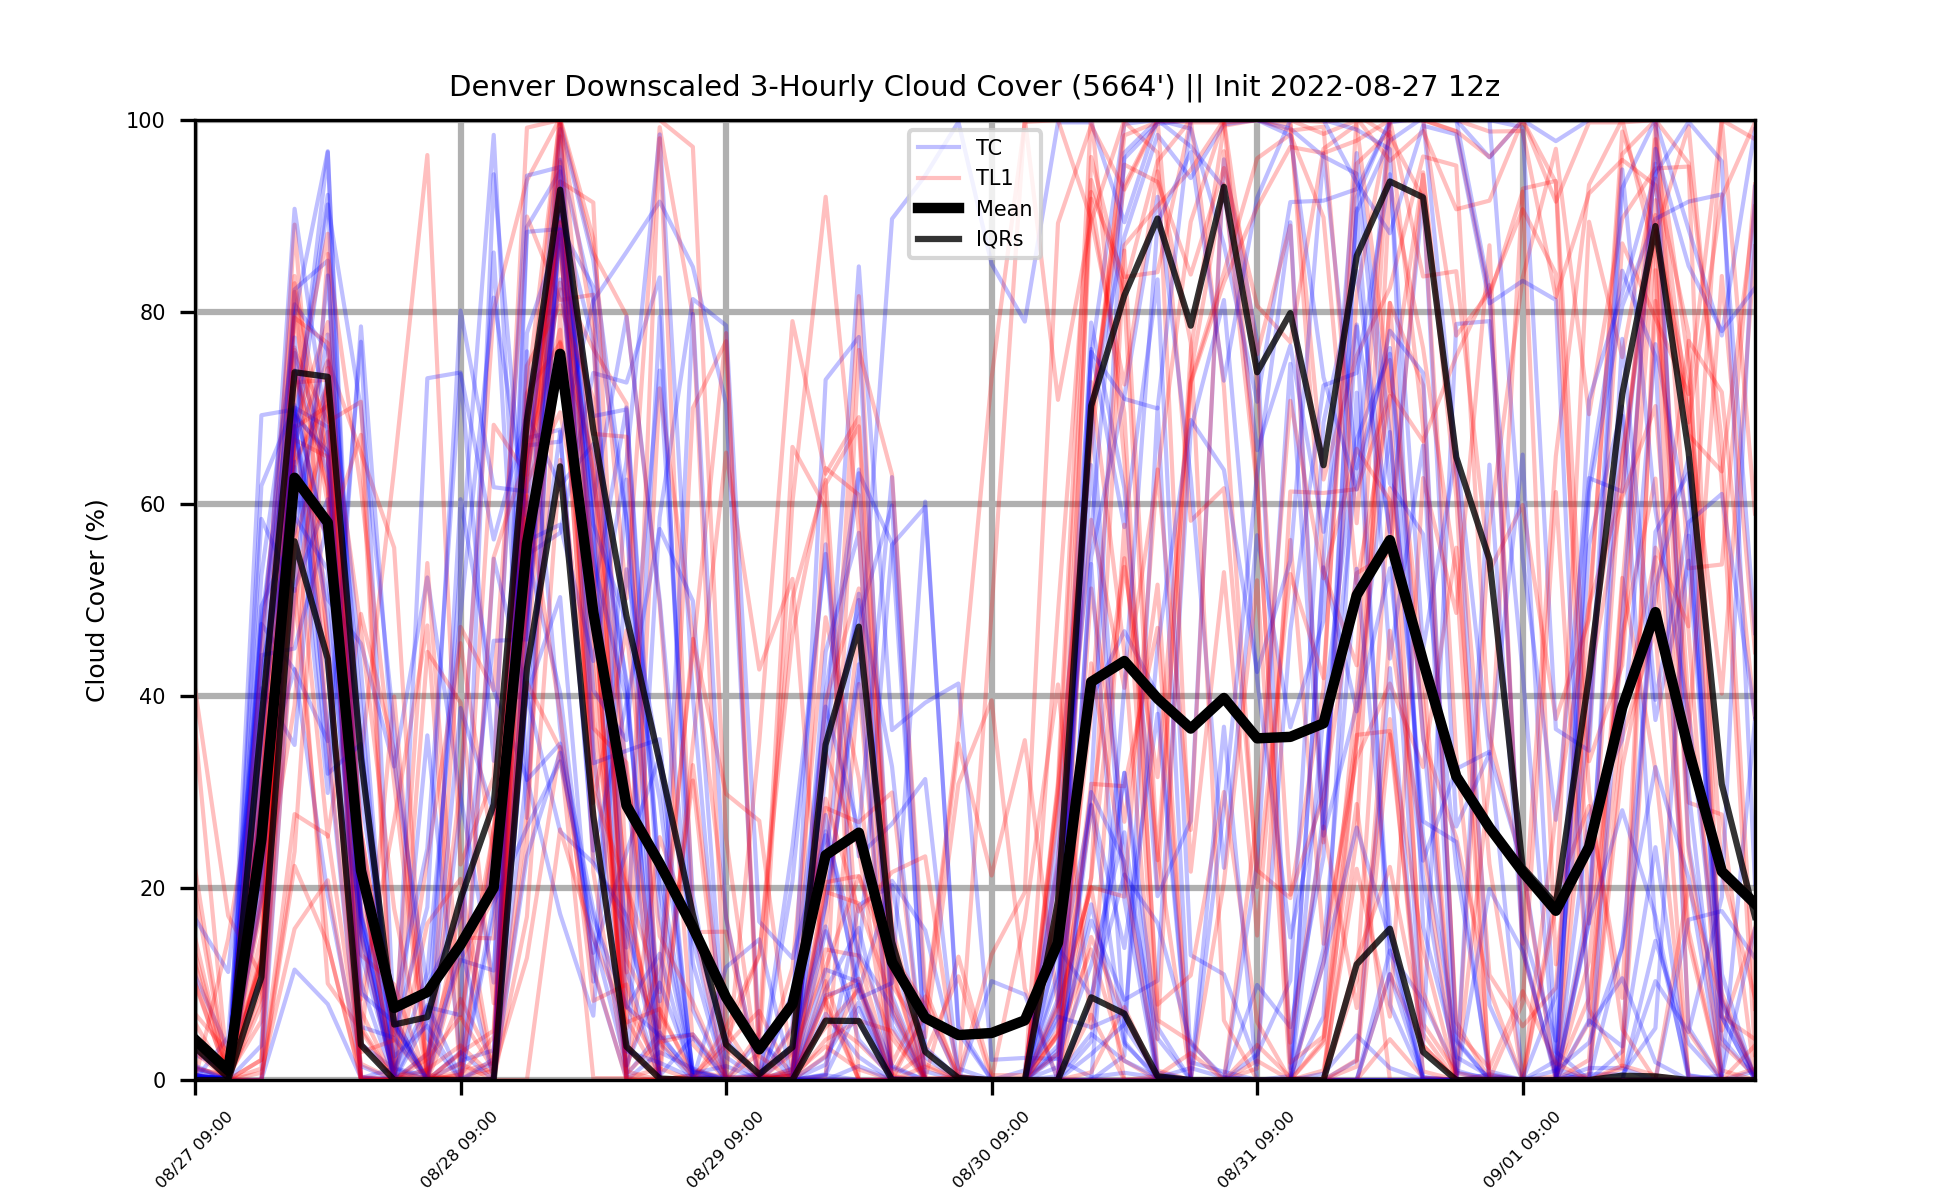 Denver Downscaled 3-Hourly Cloud Cover (5664') || Init 2022-08-27 12z
Cloud Cover (%)
100
80
60
40
20
0
TC
TL1
Mean
IQRs
08/27 09:00
08/28 09:00
08/29 09:00
08/30 09:00
08/31 09:00
09/01 09:00